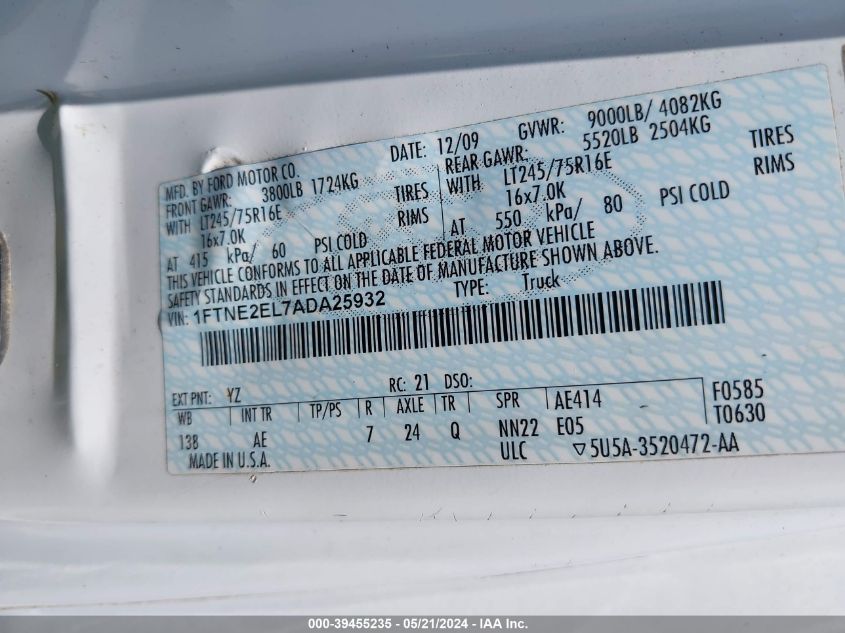 MFD. BY FORD MOTOR CO.
DATE: 12/09 GVWR: 9000LB/ 4082KG
FRONT GAWR: 3800LB 1724KG
REAR GAWR: 5520LB 2504KG
WITH LT245/75R16E TIRES
WITH LT245/75R16E TIRES
16x7.0K RIMS
16x7.0K RIMS
AT 415 kPa/ 60 PSI COLD
AT 550 kPa/ 80 PSI COLD
THIS VEHICLE CONFORMS TO ALL APPLICABLE FEDERAL MOTOR VEHICLE
SAFETY STANDARDS IN EFFECT ON THE DATE OF MANUFACTURE SHOWN ABOVE.
VIN: 1FTNE2EL7ADA25932 TYPE: Truck
EXT PNT: YZ RC: 21 DSO:
WB INT TR TP/PS R AXLE TR SPR AE414 F0585
138 AE 7 24 Q NN22 E05 T0630
MADE IN U.S.A. ULC ▽5U5A-3520472-AA
000-39455235 - 05/21/2024 - IAAI.com